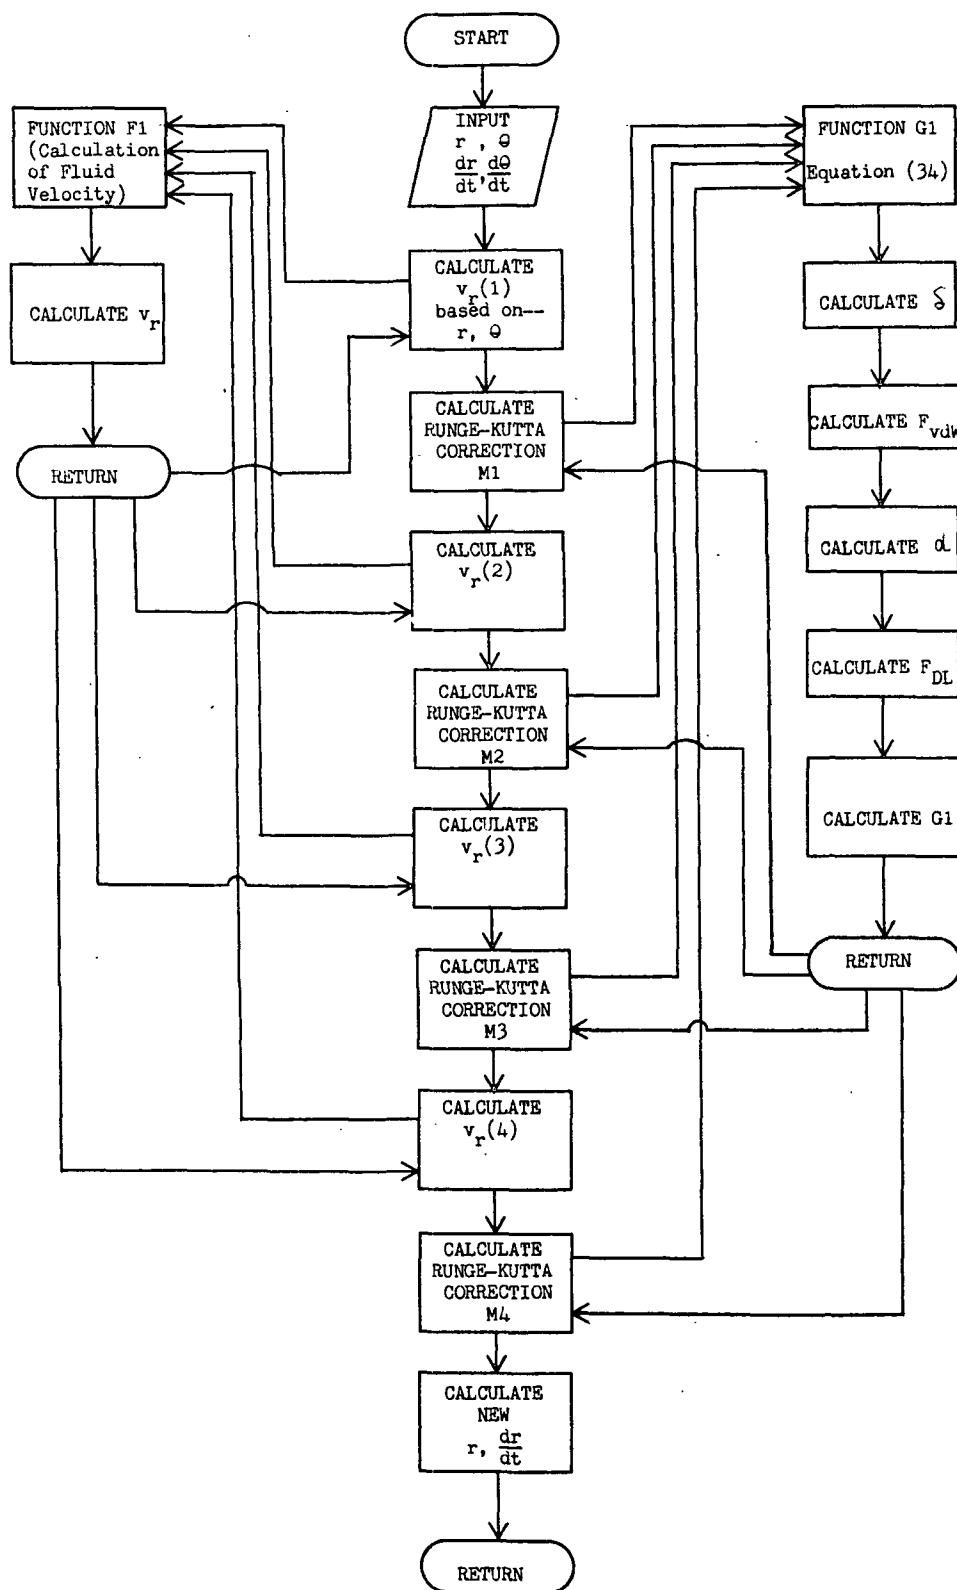 START
INPUT
r , θ
dr/dt, dθ/dt
CALCULATE
v_r(1)
based on--
r, θ
CALCULATE
RUNGE-KUTTA
CORRECTION
M1
CALCULATE
v_r(2)
CALCULATE
RUNGE-KUTTA
CORRECTION
M2
CALCULATE
v_r(3)
CALCULATE
RUNGE-KUTTA
CORRECTION
M3
CALCULATE
v_r(4)
CALCULATE
RUNGE-KUTTA
CORRECTION
M4
CALCULATE
NEW
r, dr/dt
RETURN
FUNCTION F1
(Calculation
of Fluid
Velocity)
CALCULATE v_r
RETURN
FUNCTION G1
Equation (34)
CALCULATE δ
CALCULATE F_vdW
CALCULATE α
CALCULATE F_DL
CALCULATE G1
RETURN